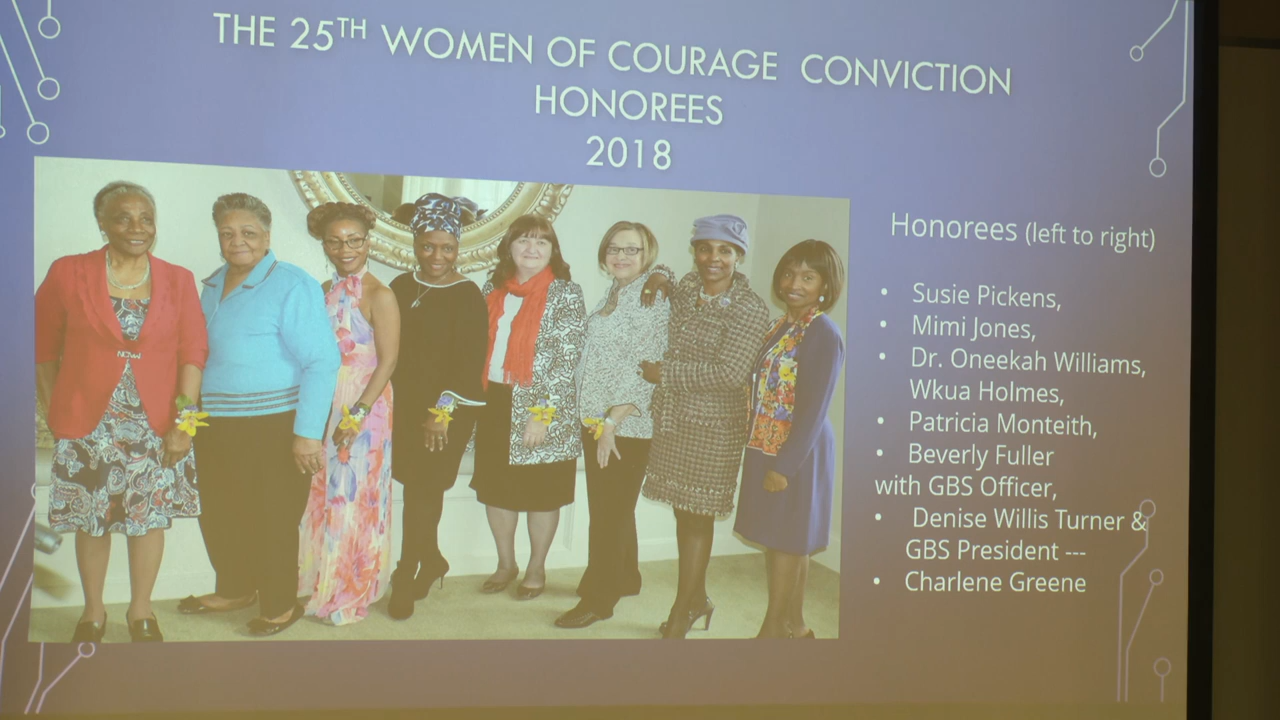 THE 25TH WOMEN OF COURAGE CONVICTION
HONOREES
2018
Honorees (left to right)
• Susie Pickens,
• Mimi Jones,
• Dr. Oneekah Williams,
Wkua Holmes,
• Patricia Monteith,
• Beverly Fuller
with GBS Officer,
• Denise Willis Turner &
GBS President ---
• Charlene Greene